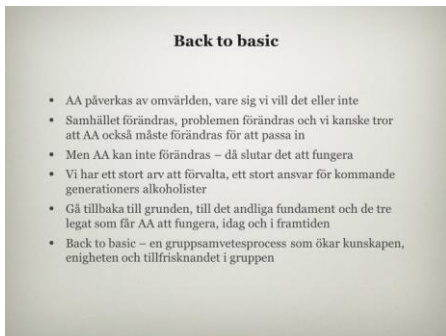 Back to basic
• AA påverkas av omvärlden, vare sig vi vill det eller inte
• Samhället förändras, problemen förändras och vi kanske tror
att AA också måste förändras för att passa in
• Men AA kan inte förändras – då slutar det att fungera
• Vi har ett stort arv att förvalta, ett stort ansvar för kommande
generationers alkoholister
• Gå tillbaka till grunden, till det andliga fundament och de tre
legat som får AA att fungera, idag och i framtiden
• Back to basic – en gruppsamvetesprocess som ökar kunskapen,
enigheten och tillfrisknandet i gruppen